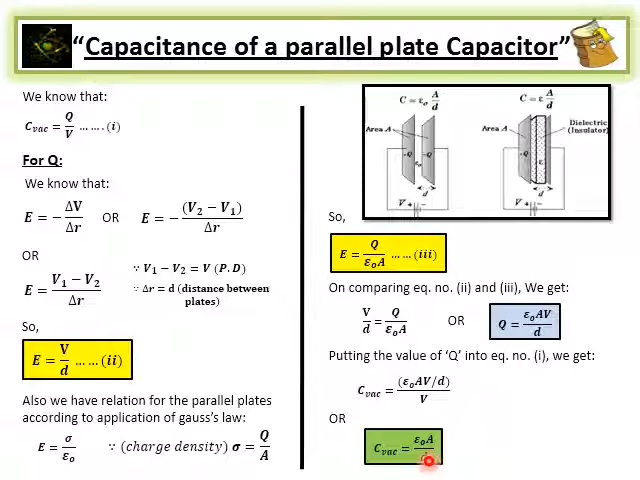 “Capacitance of a parallel plate Capacitor”
We know that:
C_vac = Q/V … … . (i)
For Q:
We know that:
E = − ΔV/Δr OR E = − (V₂ − V₁)/Δr
OR
E = (V₁ − V₂)/Δr
∵ V₁ − V₂ = V (P. D)
∵ Δr = d (distance between
plates)
So,
E = V/d … … (ii)
Also we have relation for the parallel plates
according to application of gauss’s law:
E = σ/ε₀ ∵ (charge density) σ = Q/A
C = ε₀ A/d
Area A
-Q
-Q
ε₀
d
V
+
C = ε A/d
Dielectric
(Insulator)
Area A
-Q
ε
d
V
+
So,
E = Q/ε₀A … … (iii)
On comparing eq. no. (ii) and (iii), We get:
V/d = Q/ε₀A OR Q = ε₀AV/d
Putting the value of ‘Q’ into eq. no. (i), we get:
C_vac = (ε₀AV/d)/V
OR
C_vac = ε₀A/d